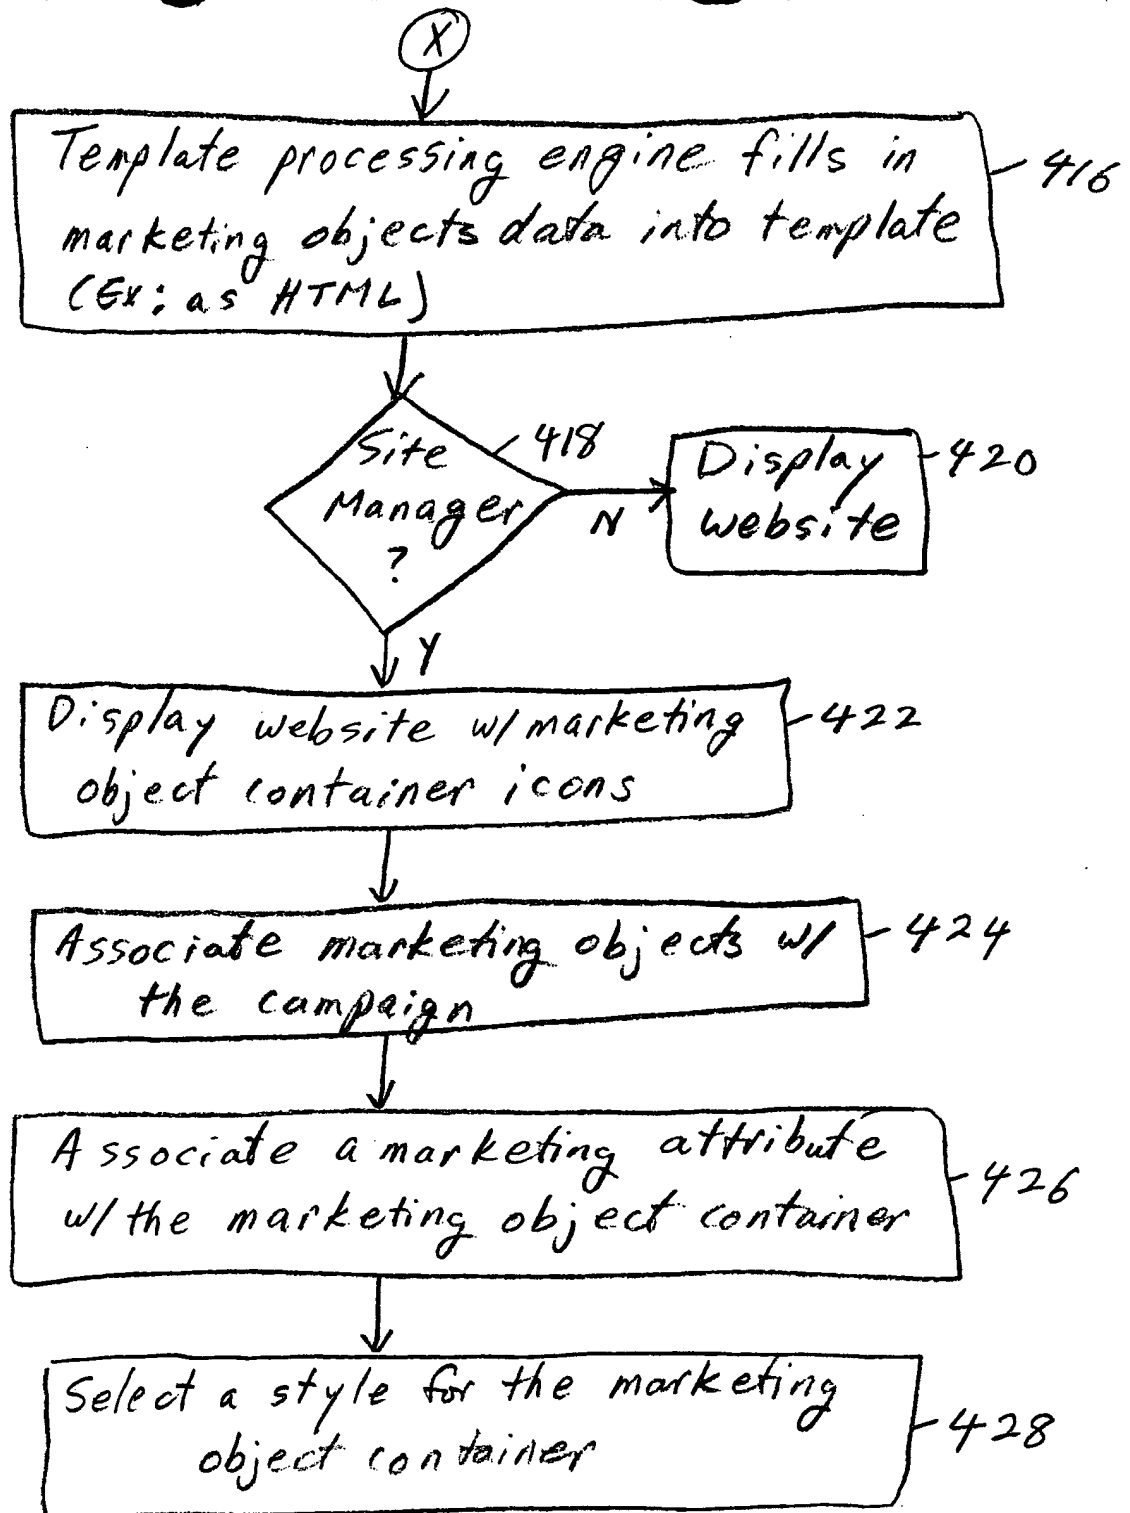 X
Template processing engine fills in
marketing objects data into template
(Ex: as HTML)
416
Site
Manager
?
418
N
Display
website
420
Y
Display website w/marketing
object container icons
422
Associate marketing objects w/
the campaign
424
Associate a marketing attribute
w/the marketing object container
426
Select a style for the marketing
object container
428